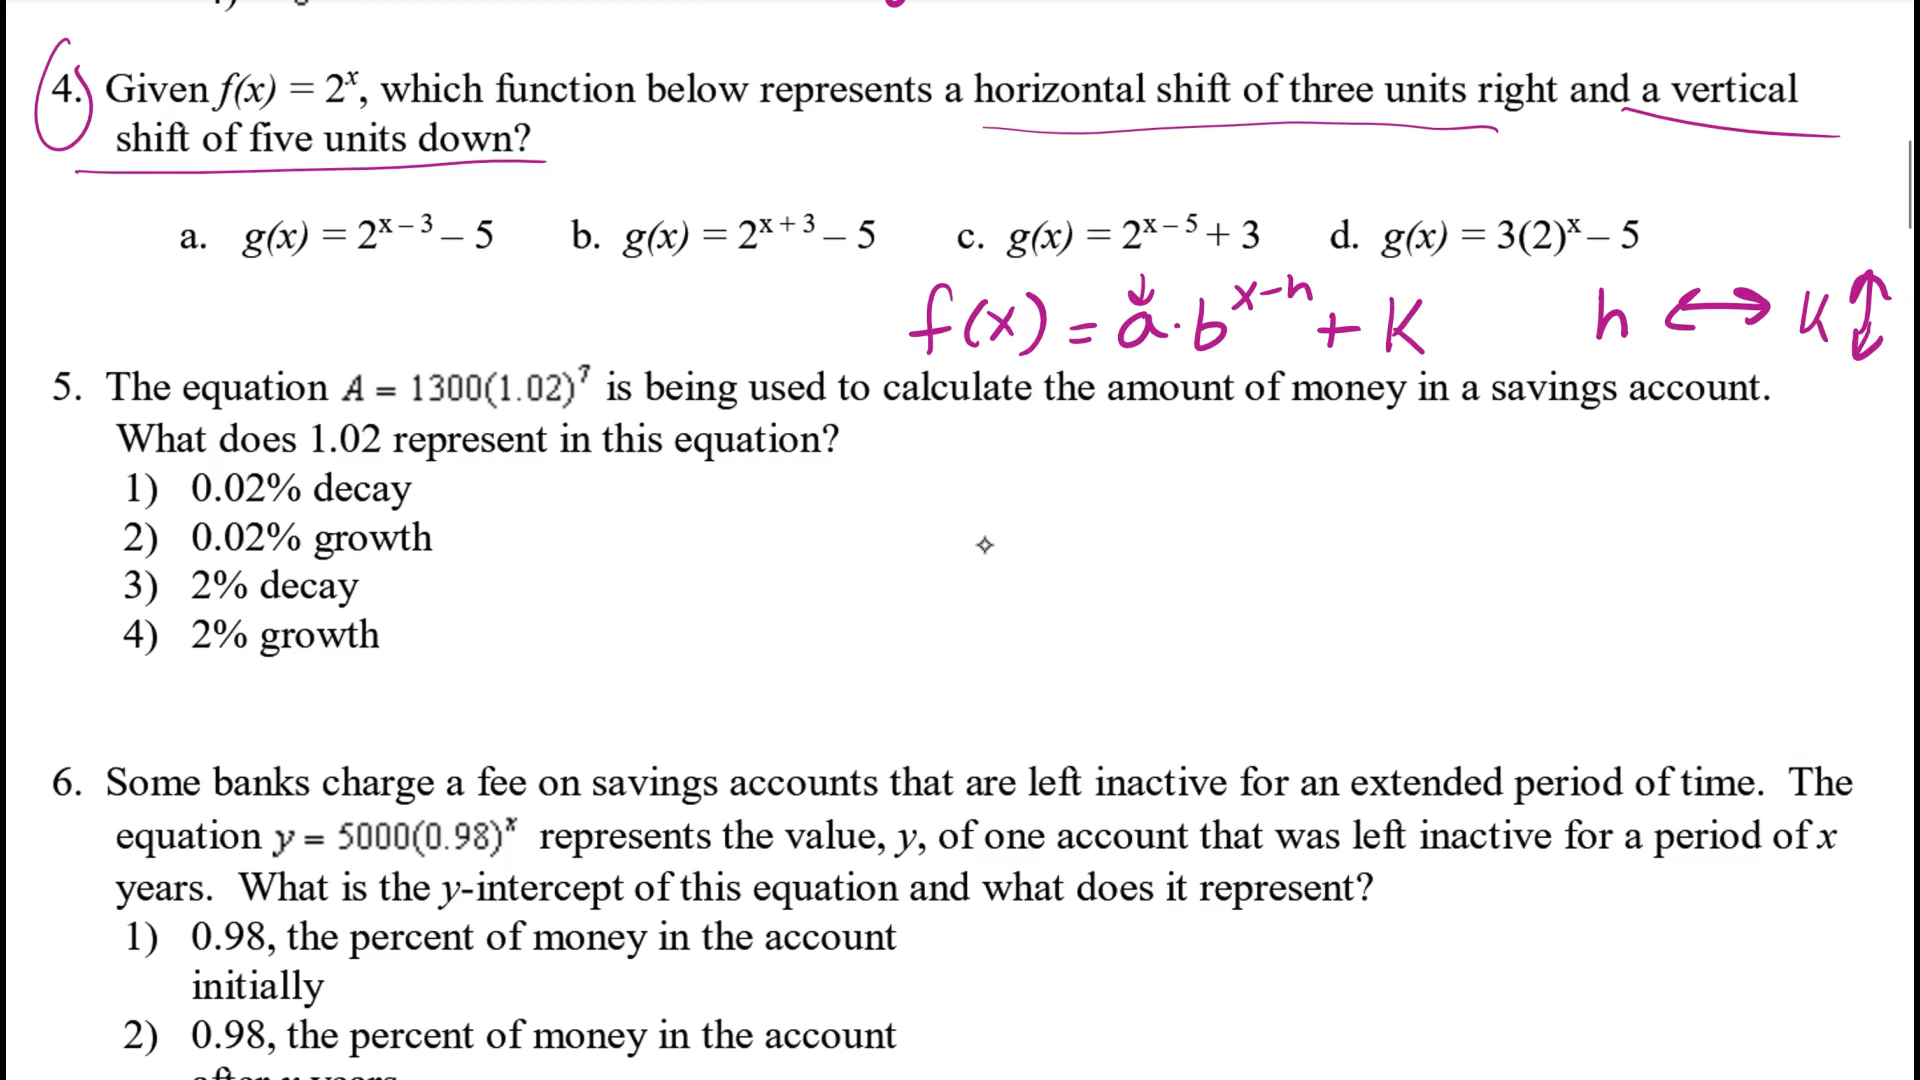 4. Given f(x) = 2ˣ, which function below represents a horizontal shift of three units right and a vertical
shift of five units down?
a. g(x) = 2ˣ⁻³ – 5 b. g(x) = 2ˣ⁺³ – 5 c. g(x) = 2ˣ⁻⁵ + 3 d. g(x) = 3(2)ˣ – 5
f(x) = a·b^(x-h) + K h ↔ K ↕
5. The equation A = 1300(1.02)⁷ is being used to calculate the amount of money in a savings account.
What does 1.02 represent in this equation?
1) 0.02% decay
2) 0.02% growth
3) 2% decay
4) 2% growth
6. Some banks charge a fee on savings accounts that are left inactive for an extended period of time. The
equation y = 5000(0.98)ˣ represents the value, y, of one account that was left inactive for a period of x
years. What is the y-intercept of this equation and what does it represent?
1) 0.98, the percent of money in the account
initially
2) 0.98, the percent of money in the account
after x years